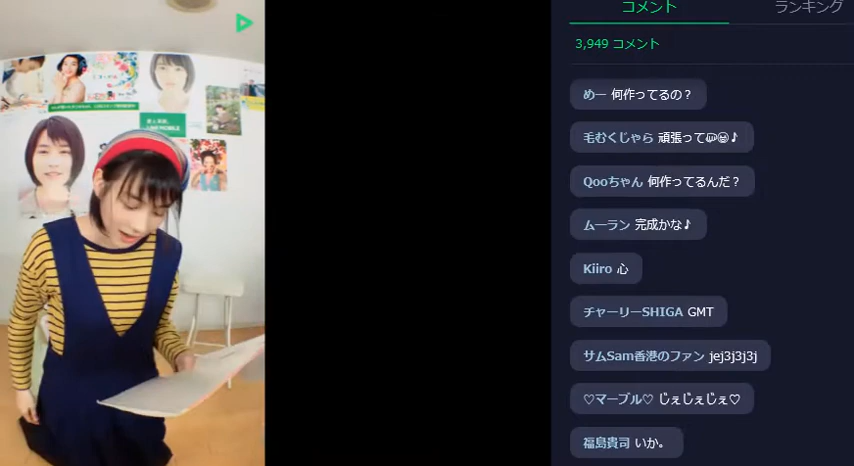 コメント
ランキング
3,949 コメント
めー 何作ってるの？
毛むくじゃら 頑張って♪
Qooちゃん 何作ってるんだ？
ムーラン 完成かな♪
Kiiro 心
チャーリーSHIGA GMT
サムSam香港のファン jej3j3j3j
♡マーブル♡ じぇじぇじぇ♡
福島貴司 いか。